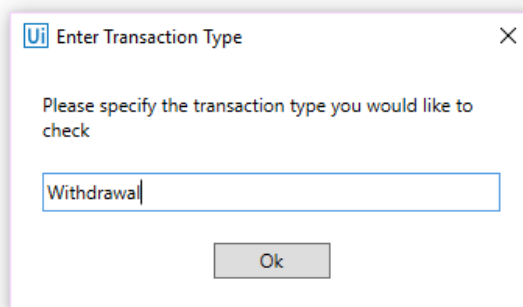 Ui Enter Transaction Type
Please specify the transaction type you would like to
check
Withdrawal
Ok